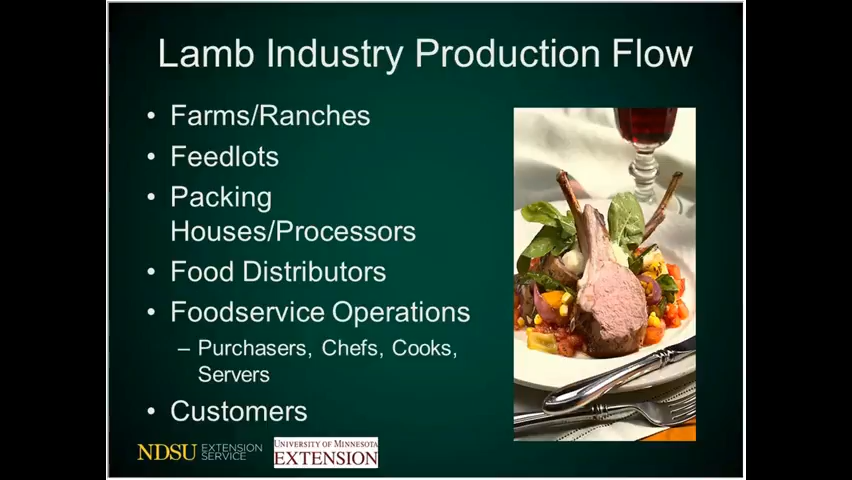 Lamb Industry Production Flow
• Farms/Ranches
• Feedlots
• Packing
Houses/Processors
• Food Distributors
• Foodservice Operations
– Purchasers, Chefs, Cooks,
Servers
• Customers
NDSU EXTENSION
SERVICE
UNIVERSITY OF MINNESOTA
EXTENSION